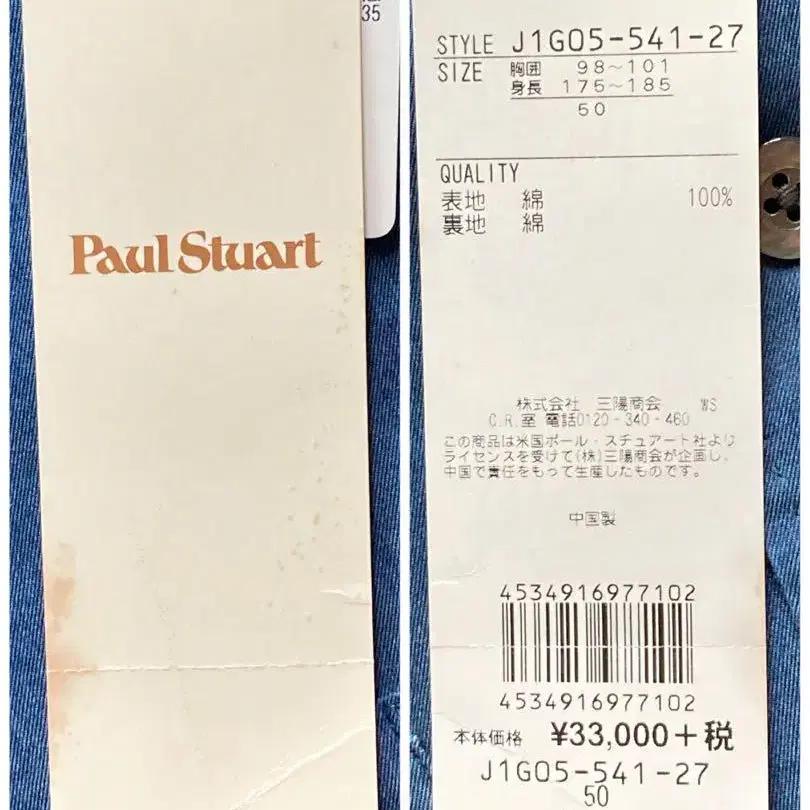 35
Paul Stuart
STYLE J1G05-541-27
SIZE 胸囲 98～101
身長 175～185
50
QUALITY
表地 綿 100%
裏地 綿
株式会社 三陽商会 WS
C.R.室 電話0120-340-460
この商品は米国ポール・スチュアート社より
ライセンスを受けて(株)三陽商会が企画し、
中国で責任をもって生産したものです。
中国製
4534916977102
4534916977102
本体価格 ¥33,000+税
J1G05-541-27
50